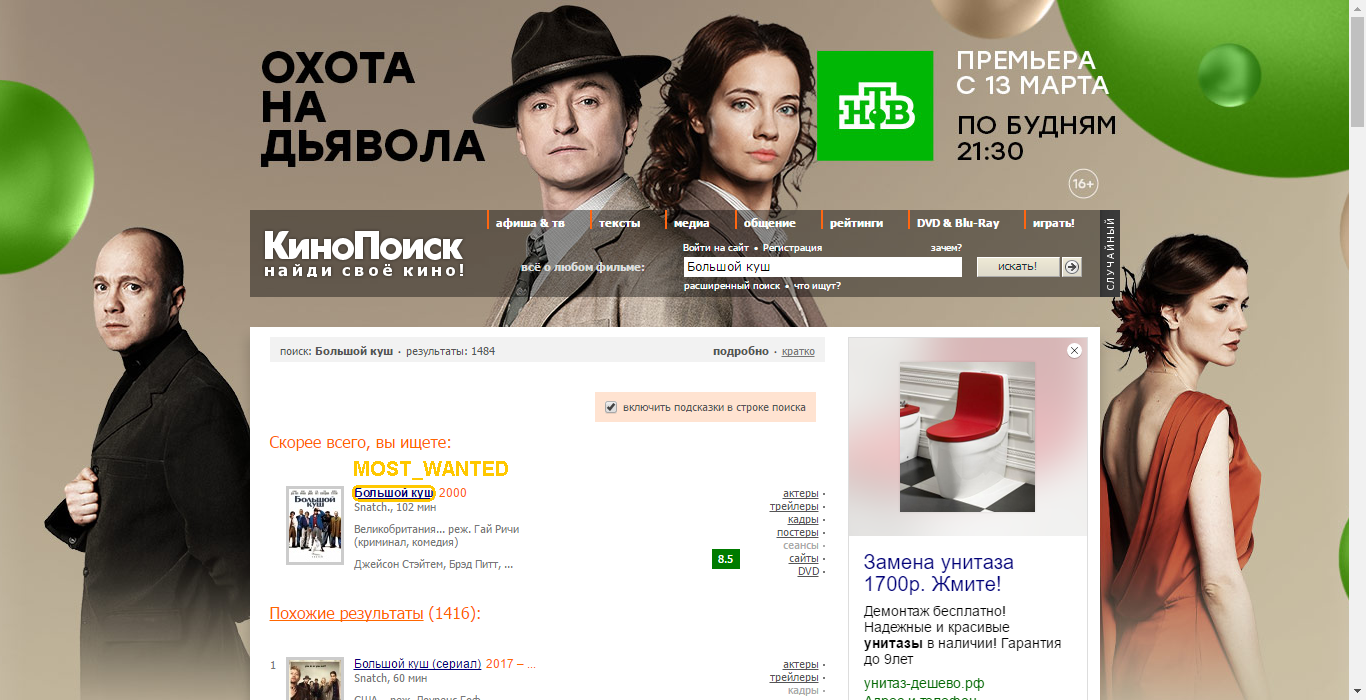 ОХОТА
НА
ДЬЯВОЛА
НТВ
ПРЕМЬЕРА
С 13 МАРТА
ПО БУДНЯМ
21:30
16+
КиноПоиск
найди своё кино!
афиша & тв
тексты
медиа
общение
рейтинги
DVD & Blu-Ray
играть!
СЛУЧАЙНЫЙ
Войти на сайт • Регистрация
зачем?
всё о любом фильме:
Большой куш
искать!
расширенный поиск • что ищут?
поиск: Большой куш · результаты: 1484
подробно · кратко
включить подсказки в строке поиска
Скорее всего, вы ищете:
MOST_WANTED
Большой куш 2000
Snatch., 102 мин
Великобритания... реж. Гай Ричи
(криминал, комедия)
Джейсон Стэйтем, Брэд Питт, ...
Большой
куш
8.5
актеры ·
трейлеры ·
кадры ·
постеры ·
сеансы ·
сайты ·
DVD ·
Похожие результаты (1416):
1
Большой куш (сериал) 2017 – ...
Snatch, 60 мин
США... реж. Лоуренс Гоф
актеры ·
трейлеры ·
кадры ·
Замена унитаза
1700р. Жмите!
Демонтаж бесплатно!
Надежные и красивые
унитазы в наличии! Гарантия
до 9лет
унитаз-дешево.рф
Адрес и телефон